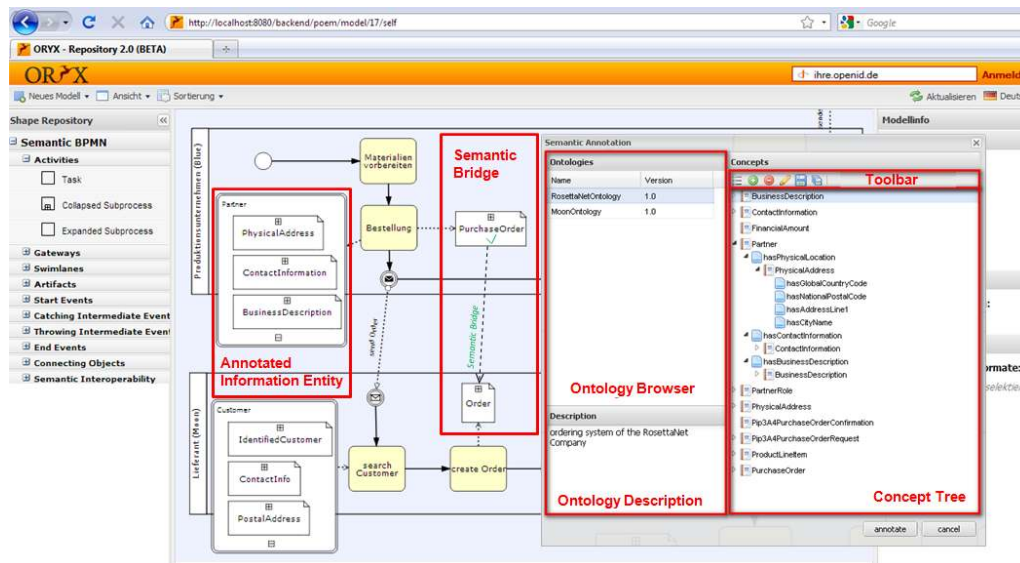 http://localhost:8080/backend/poem/model/17/self
Google
ORYX - Repository 2.0 (BETA)
ORYX
ihre.openid.de
Anmeld
Neues Modell
Ansicht
Sortierung
Aktualisieren
Deut
Shape Repository
Modellinfo
Semantic BPMN
Activities
Task
Collapsed Subprocess
Expanded Subprocess
Gateways
Swimlanes
Artifacts
Start Events
Catching Intermediate Event
Throwing Intermediate Even
End Events
Connecting Objects
Semantic Interoperability
Produktionsunternehmen (Blue)
Materialien
vorbereiten
Partner
PhysicalAddress
ContactInformation
BusinessDescription
Annotated
Information Entity
Bestellung
Semantic
Bridge
PurchaseOrder
Semantic Bridge
send Order
Order
Lieferant (Moon)
Customer
IdentifiedCustomer
ContactInfo
PostalAddress
search
Customer
create Order
Semantic Annotation
Ontologies
Name
Version
RosettaNetOntology
1.0
MoonOntology
1.0
Ontology Browser
Description
ordering system of the RosettaNet
Company
Ontology Description
Concepts
Toolbar
BusinessDescription
ContactInformation
FinancialAmount
Partner
hasPhysicalLocation
PhysicalAddress
hasGlobalCountryCode
hasNationalPostalCode
hasAddressLine1
hasCityName
hasContactInformation
ContactInformation
hasBusinessDescription
BusinessDescription
PartnerRole
PhysicalAddress
Pip3A4PurchaseOrderConfirmation
Pip3A4PurchaseOrderRequest
ProductLineItem
PurchaseOrder
Concept Tree
annotate
cancel
ormate:
selektie